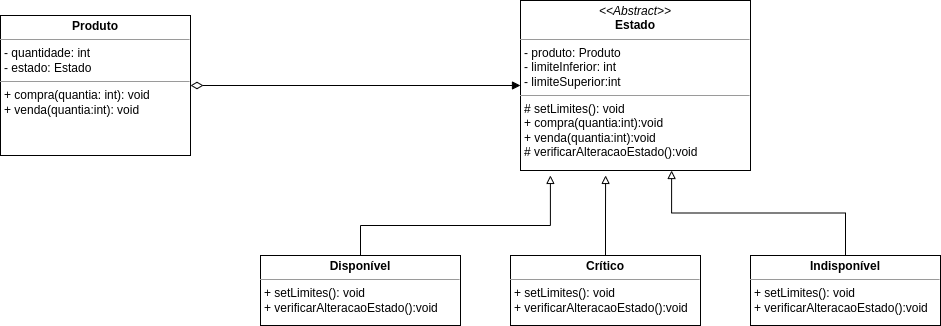 Produto
- quantidade: int
- estado: Estado
+ compra(quantia: int): void
+ venda(quantia:int): void
<<Abstract>>
Estado
- produto: Produto
- limiteInferior: int
- limiteSuperior:int
# setLimites(): void
+ compra(quantia:int):void
+ venda(quantia:int):void
# verificarAlteracaoEstado():void
Disponível
+ setLimites(): void
+ verificarAlteracaoEstado():void
Crítico
+ setLimites(): void
+ verificarAlteracaoEstado():void
Indisponível
+ setLimites(): void
+ verificarAlteracaoEstado():void